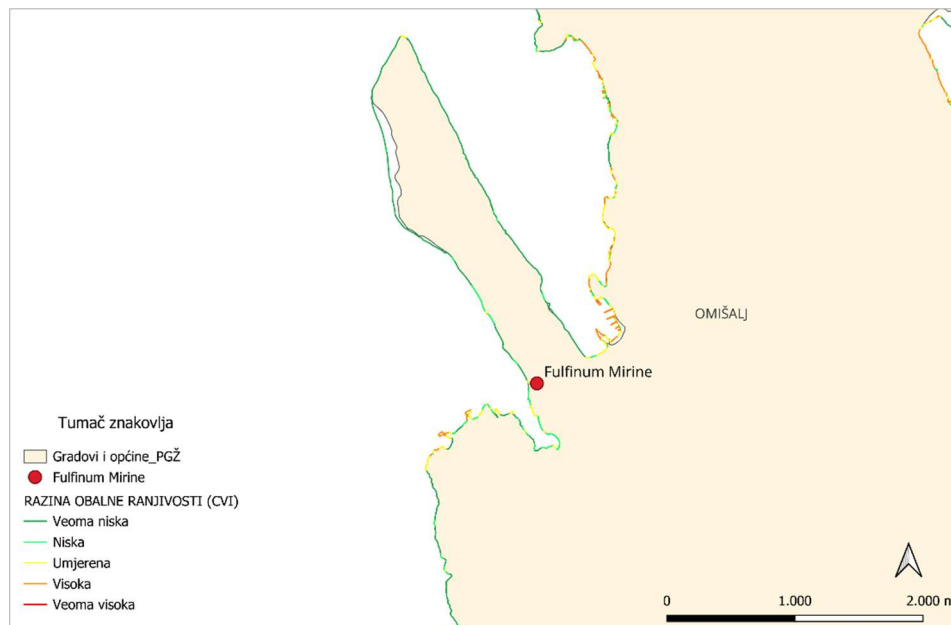 OMIŠALJ
Fulfinum Mirine
Tumač znakovlja
Gradovi i općine_PGŽ
Fulfinum Mirine
RAZINA OBALNE RANJIVOSTI (CVI)
Veoma niska
Niska
Umjerena
Visoka
Veoma visoka
0 1.000 2.000 m